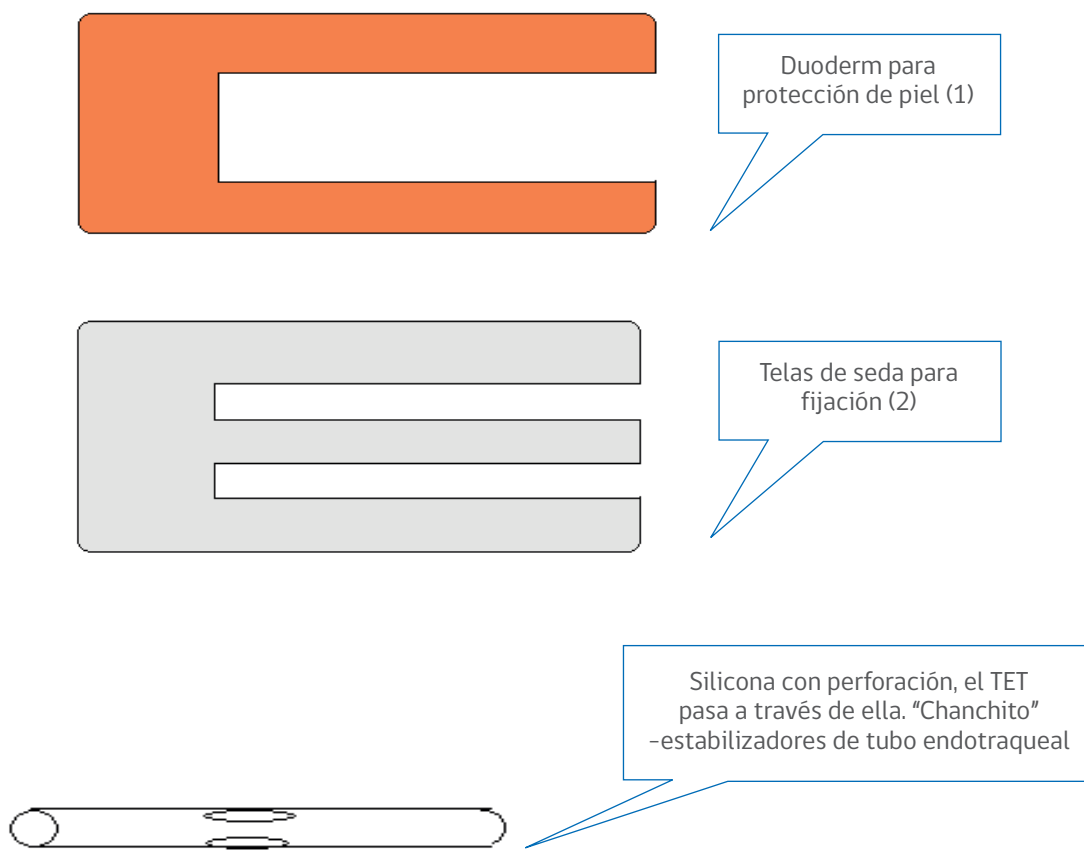 Duoderm para
protección de piel (1)
Telas de seda para
fijación (2)
Silicona con perforación, el TET
pasa a través de ella. “Chanchito”
-estabilizadores de tubo endotraqueal